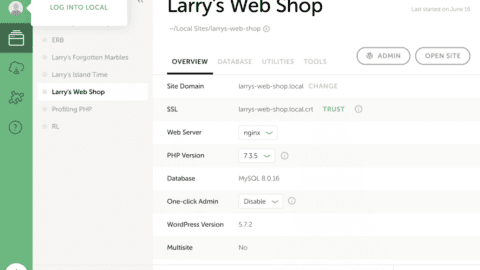 LOG INTO LOCAL
Larry's Web Shop
Last started on June 18
~/Local Sites/larrys-web-shop
ERB
Larry's Forgotten Marbles
Larry's Island Time
Larry's Web Shop
Profiling PHP
RL
OVERVIEW DATABASE UTILITIES TOOLS
ADMIN
OPEN SITE
Site Domain larrys-web-shop.local CHANGE
SSL larrys-web-shop.local.crt TRUST
Web Server nginx
PHP Version 7.3.5
Database MySQL 8.0.16
One-click Admin Disable
WordPress Version 5.7.2
Multisite No